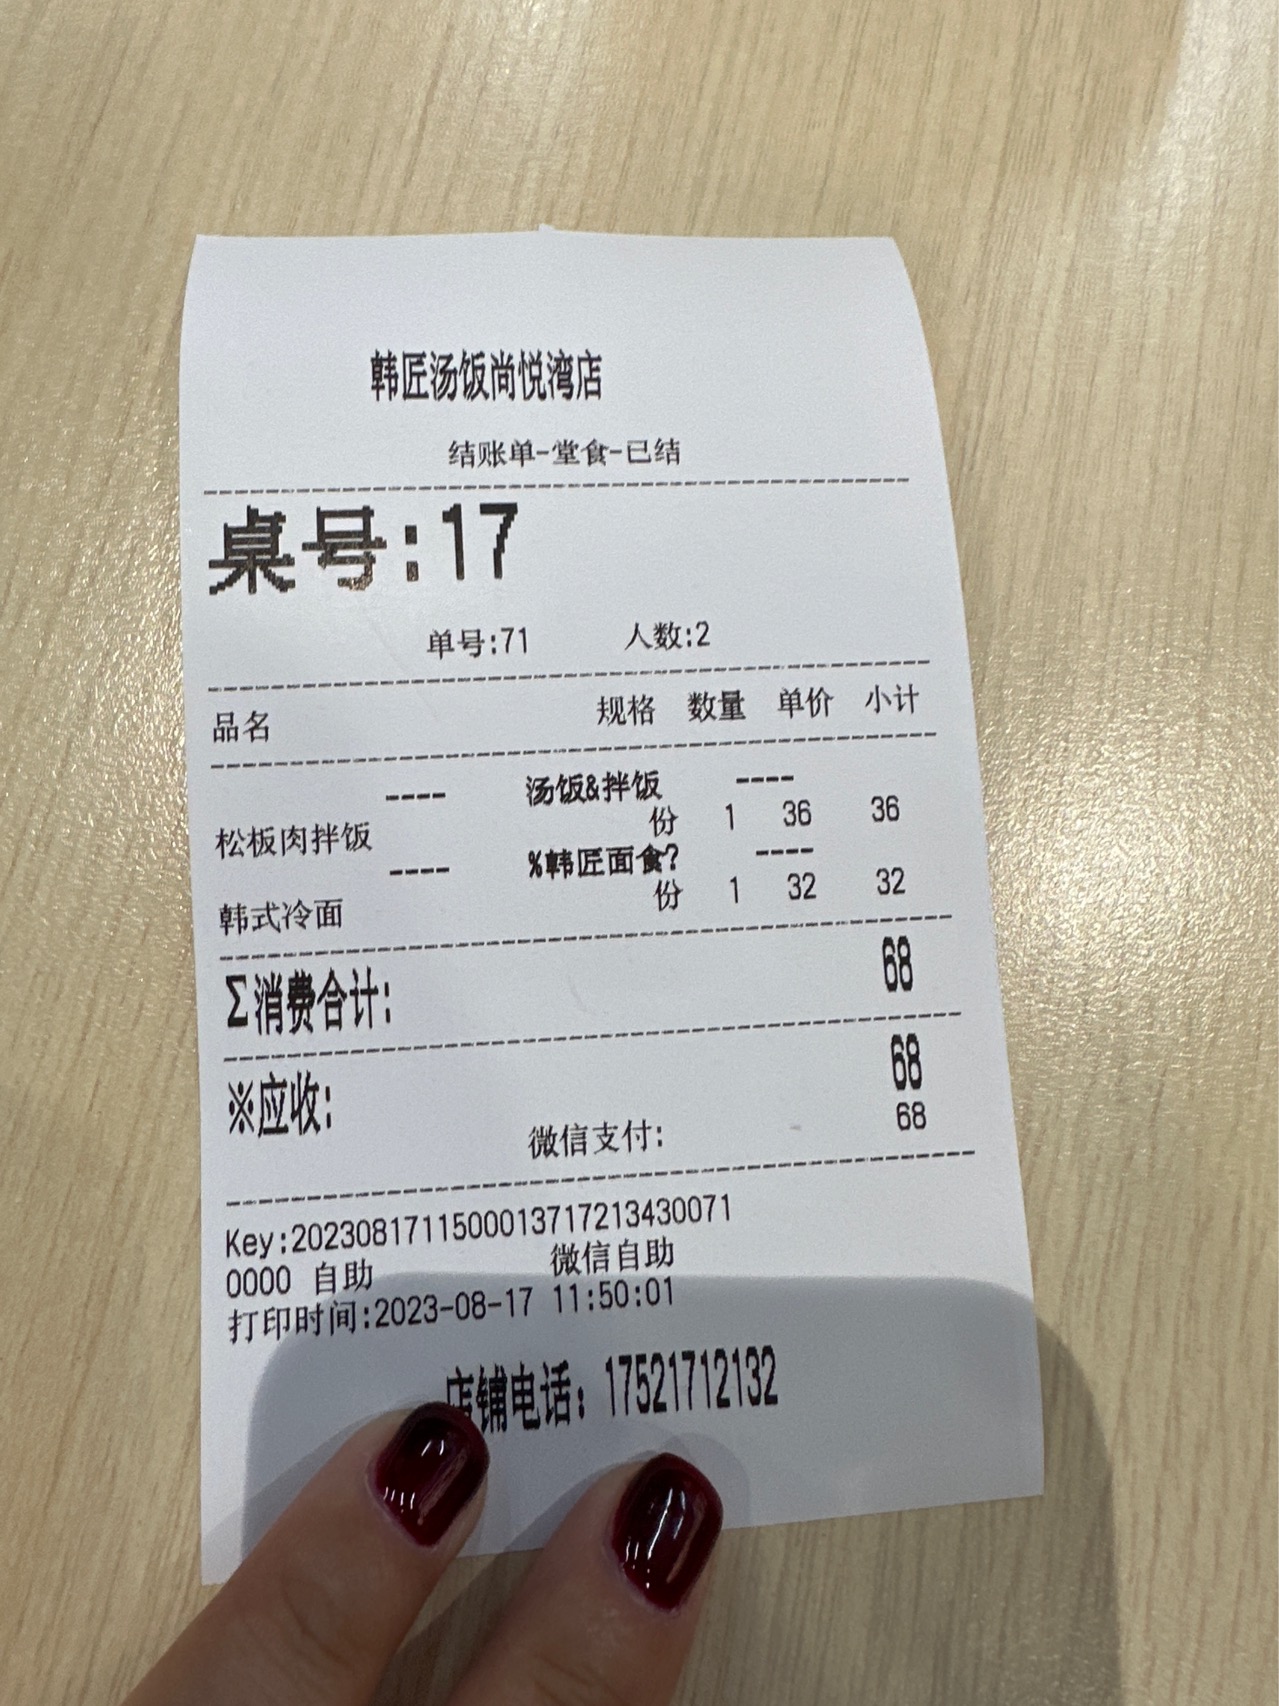 韩匠汤饭尚悦湾店
结账单-堂食-已结
桌号:17
单号:71 人数:2
品名 规格 数量 单价 小计
---- 汤饭&拌饭 ----
松板肉拌饭 份 1 36 36
---- %韩匠面食? ----
韩式冷面 份 1 32 32
Σ消费合计: 68
※应收: 68
微信支付: 68
Key:20230817115000137172134300​71
0000 自助 微信自助
打印时间:2023-08-17 11:50:01
店铺电话：17521712132